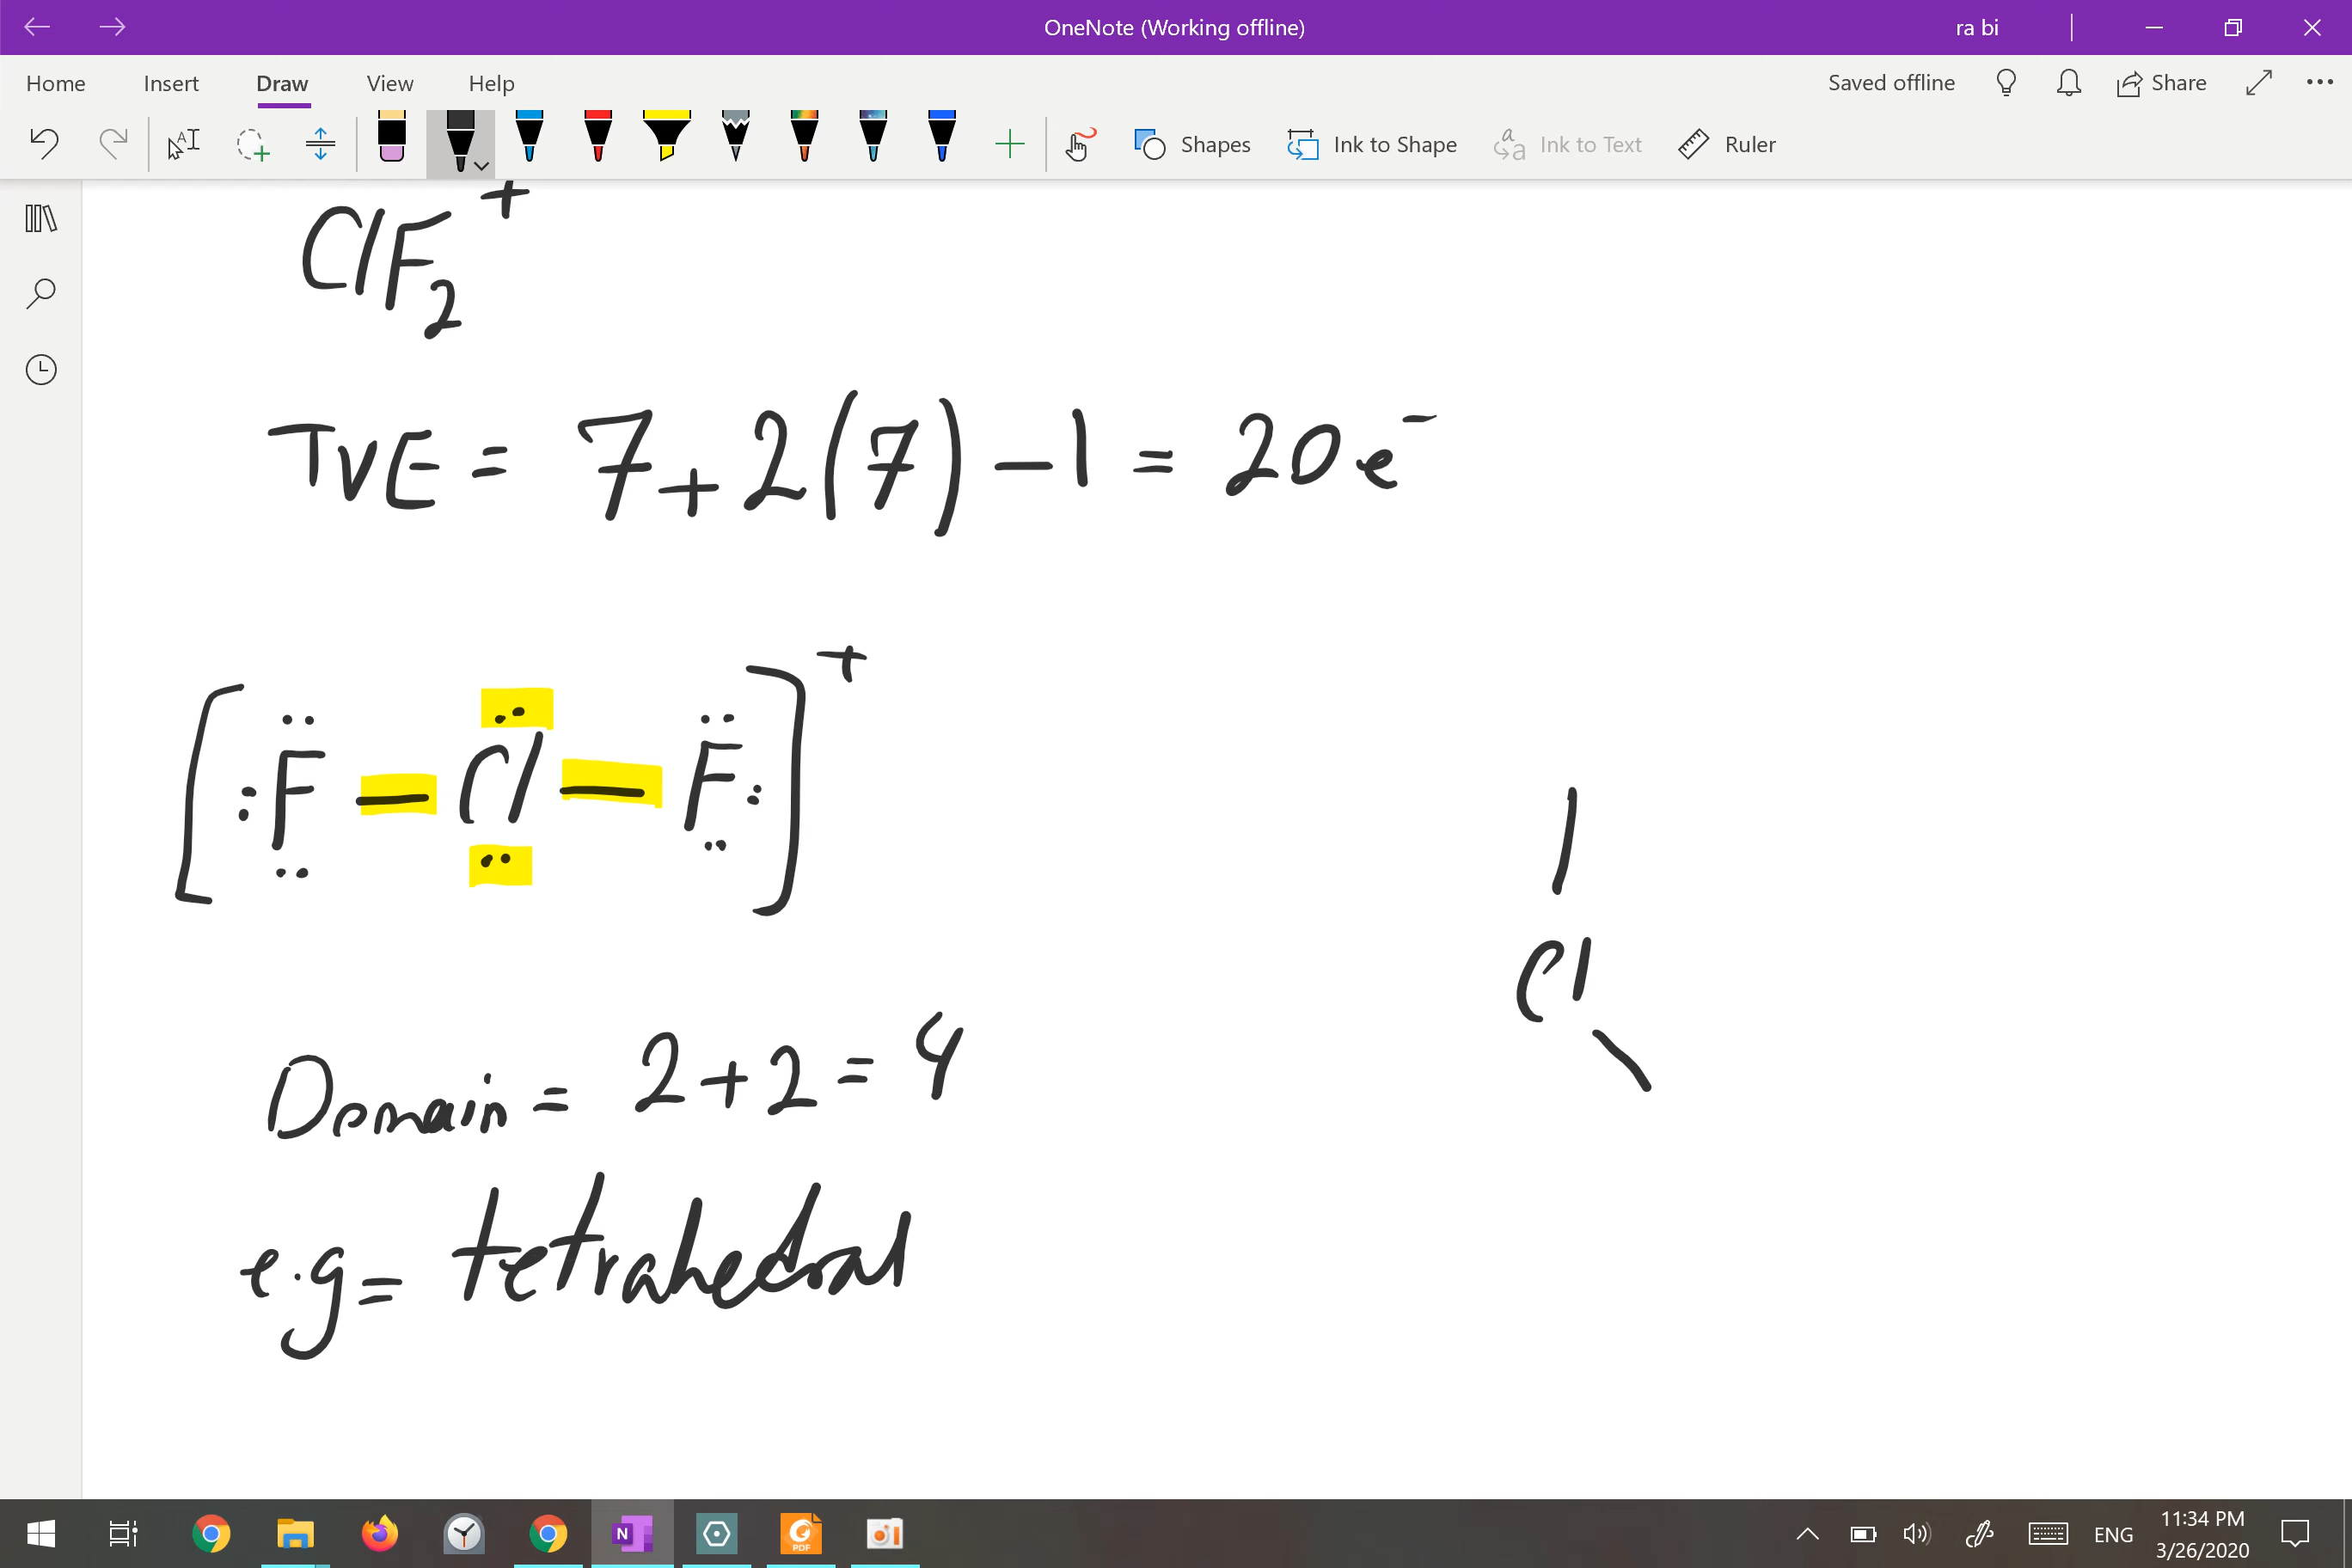 OneNote (Working offline)
ra bi
Home Insert Draw View Help
Saved offline
Share
Shapes Ink to Shape Ink to Text Ruler
ClF₂⁺
TVE = 7 + 2(7) − 1 = 20 e⁻
[:F̤̈ — C̤̈l — F̤̈:]⁺
Cl
Domain = 2 + 2 = 4
e.g = tetrahedral
ENG
11:34 PM
3/26/2020